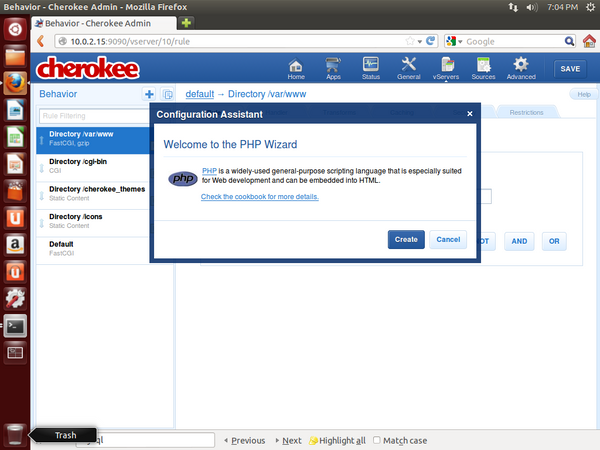 Behavior - Cherokee Admin - Mozilla Firefox
7:04 PM
Behavior - Cherokee Admin
10.0.2.15:9090/vserver/10/rule
Google
cherokee
Home
Apps
Status
General
vServers
Sources
Advanced
SAVE
Behavior
default → Directory /var/www
Help
Rule Filtering
Restrictions
Directory /var/www
FastCGI, gzip
Directory /cgi-bin
CGI
Directory /cherokee_themes
Static Content
Directory /icons
Static Content
Default
FastCGI
Configuration Assistant
Welcome to the PHP Wizard
php
PHP is a widely-used general-purpose scripting language that is especially suited
for Web development and can be embedded into HTML.
Check the cookbook for more details.
Create
Cancel
OT
AND
OR
Trash
ql
Previous
Next
Highlight all
Match case